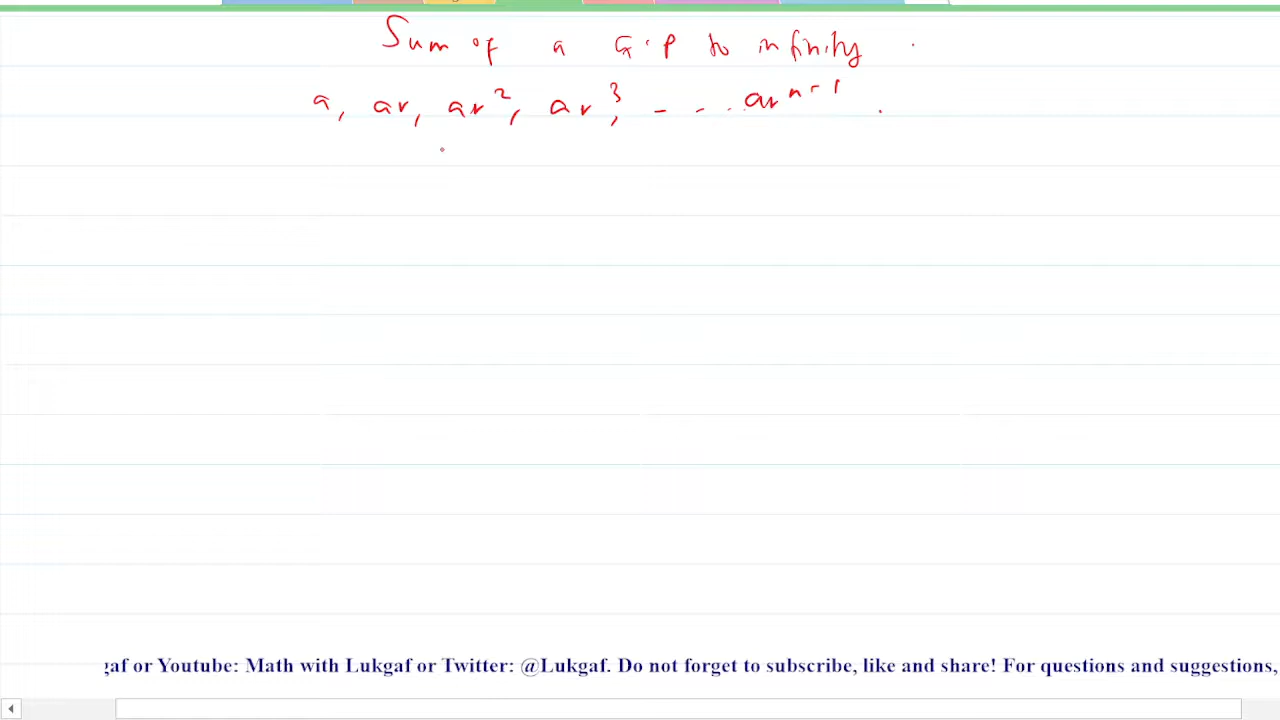 Sum of a G.P to infinity.
a, ar, ar², ar³, - - .. arⁿ⁻¹.
gaf or Youtube: Math with Lukgaf or Twitter: @Lukgaf. Do not forget to subscribe, like and share! For questions and suggestions,